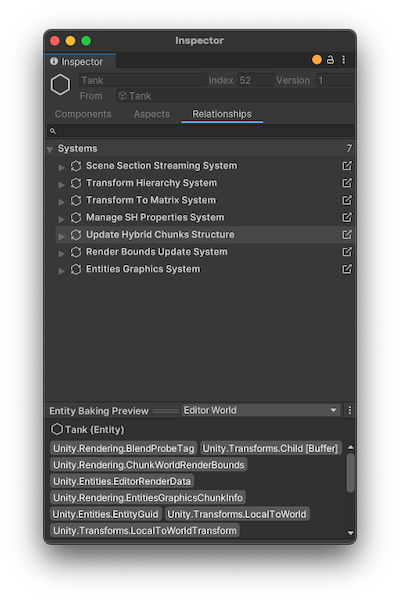 Inspector
Inspector
Tank Index 52 Version 1
From Tank
Components Aspects Relationships
Systems 7
Scene Section Streaming System
Transform Hierarchy System
Transform To Matrix System
Manage SH Properties System
Update Hybrid Chunks Structure
Render Bounds Update System
Entities Graphics System
Entity Baking Preview Editor World
Tank (Entity)
Unity.Rendering.BlendProbeTag Unity.Transforms.Child [Buffer]
Unity.Rendering.ChunkWorldRenderBounds
Unity.Entities.EditorRenderData
Unity.Rendering.EntitiesGraphicsChunkInfo
Unity.Entities.EntityGuid Unity.Transforms.LocalToWorld
Unity.Transforms.LocalToWorldTransform